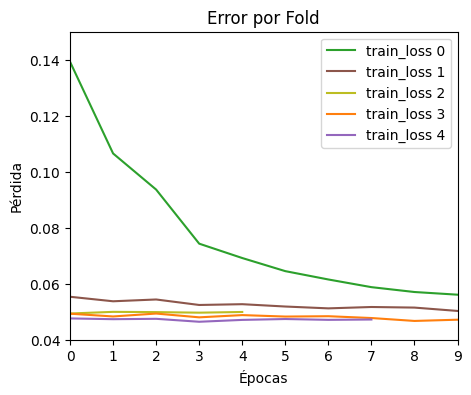 Error por Fold
train_loss 0
train_loss 1
train_loss 2
train_loss 3
train_loss 4
Pérdida
0.14
0.12
0.10
0.08
0.06
0.04
0 1 2 3 4 5 6 7 8 9
Épocas